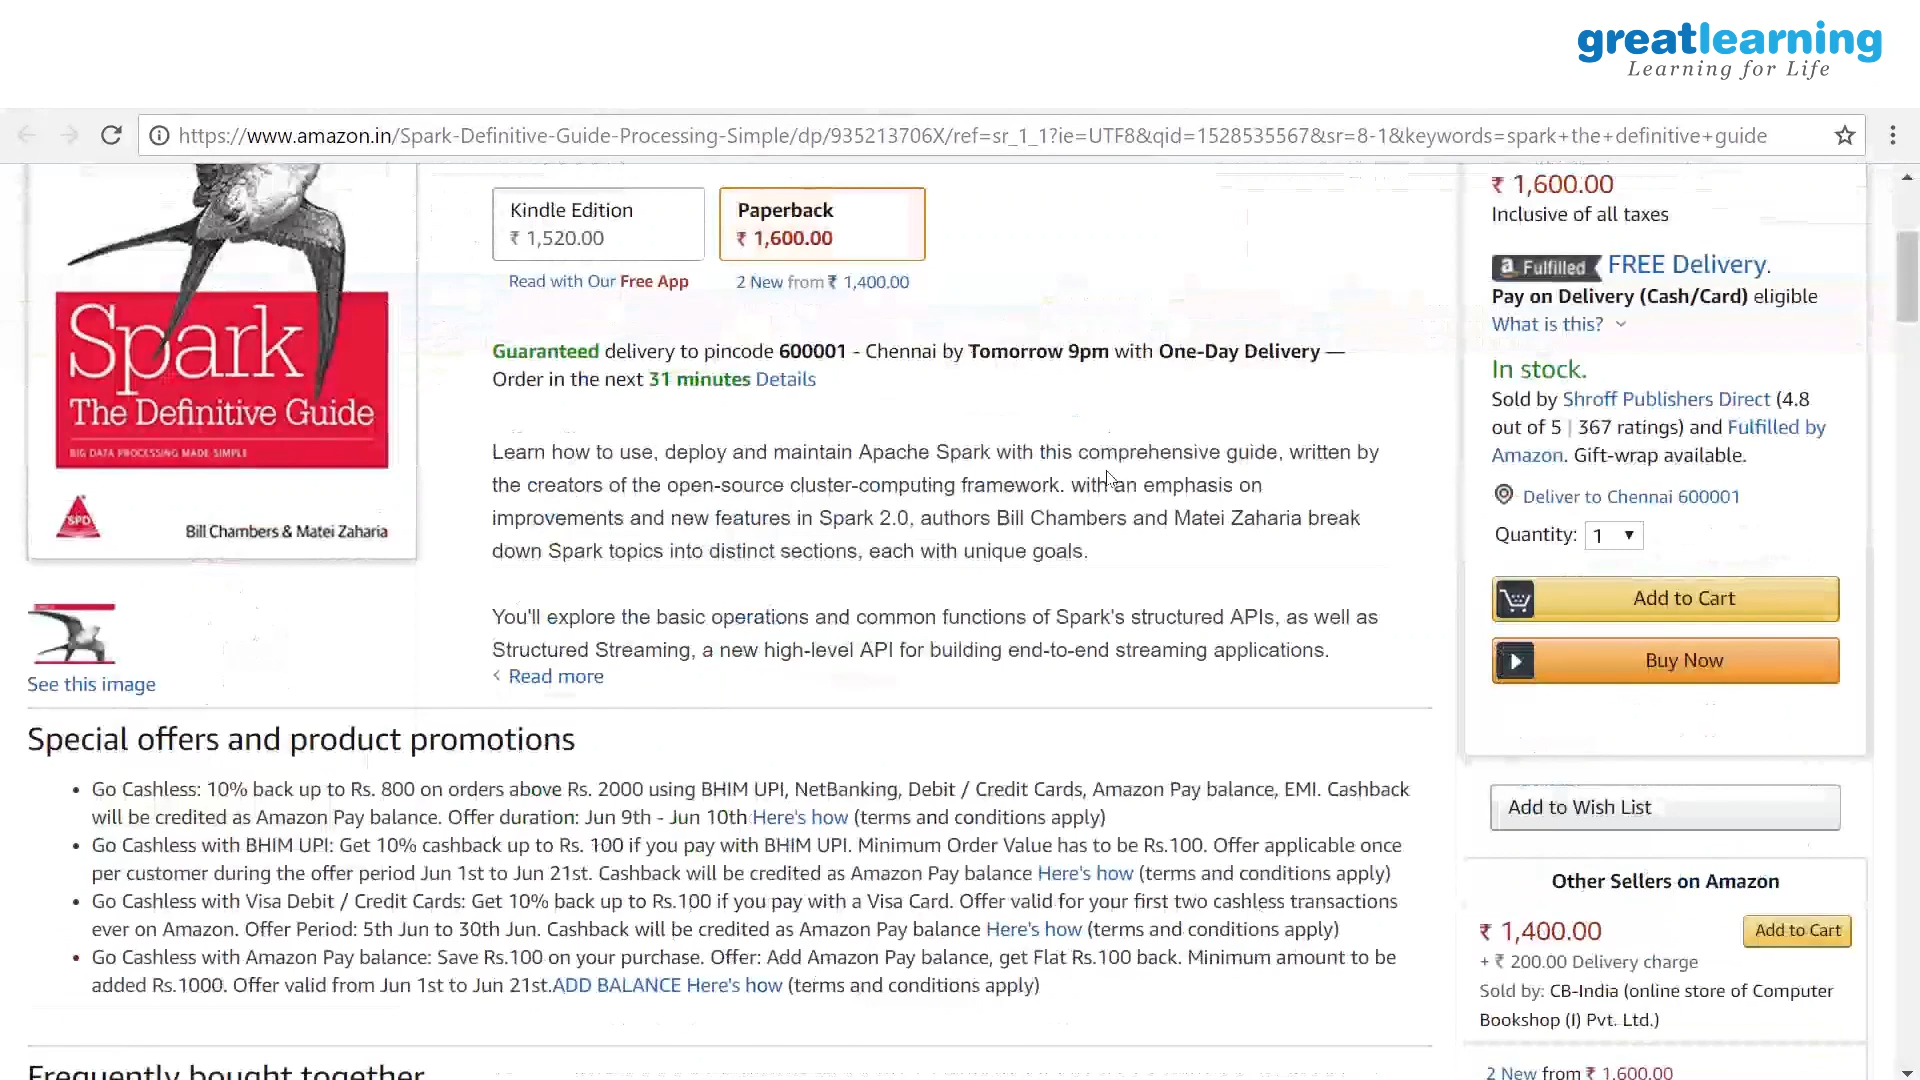 greatlearning
Learning for Life
https://www.amazon.in/Spark-Definitive-Guide-Processing-Simple/dp/935213706X/ref=sr_1_1?ie=UTF8&qid=1528535567&sr=8-1&keywords=spark+the+definitive+guide
Spark
The Definitive Guide
BIG DATA PROCESSING MADE SIMPLE
SPD
Bill Chambers & Matei Zaharia
See this image
Kindle Edition
₹ 1,520.00
Read with Our Free App
Paperback
₹ 1,600.00
2 New from ₹ 1,400.00
Guaranteed delivery to pincode 600001 - Chennai by Tomorrow 9pm with One-Day Delivery —
Order in the next 31 minutes Details
Learn how to use, deploy and maintain Apache Spark with this comprehensive guide, written by
the creators of the open-source cluster-computing framework. with an emphasis on
improvements and new features in Spark 2.0, authors Bill Chambers and Matei Zaharia break
down Spark topics into distinct sections, each with unique goals.
You'll explore the basic operations and common functions of Spark's structured APIs, as well as
Structured Streaming, a new high-level API for building end-to-end streaming applications.
Read more
Special offers and product promotions
• Go Cashless: 10% back up to Rs. 800 on orders above Rs. 2000 using BHIM UPI, NetBanking, Debit / Credit Cards, Amazon Pay balance, EMI. Cashback
will be credited as Amazon Pay balance. Offer duration: Jun 9th - Jun 10th Here's how (terms and conditions apply)
• Go Cashless with BHIM UPI: Get 10% cashback up to Rs. 100 if you pay with BHIM UPI. Minimum Order Value has to be Rs.100. Offer applicable once
per customer during the offer period Jun 1st to Jun 21st. Cashback will be credited as Amazon Pay balance Here's how (terms and conditions apply)
• Go Cashless with Visa Debit / Credit Cards: Get 10% back up to Rs.100 if you pay with a Visa Card. Offer valid for your first two cashless transactions
ever on Amazon. Offer Period: 5th Jun to 30th Jun. Cashback will be credited as Amazon Pay balance Here's how (terms and conditions apply)
• Go Cashless with Amazon Pay balance: Save Rs.100 on your purchase. Offer: Add Amazon Pay balance, get Flat Rs.100 back. Minimum amount to be
added Rs.1000. Offer valid from Jun 1st to Jun 21st.ADD BALANCE Here's how (terms and conditions apply)
Frequently bought together
₹ 1,600.00
Inclusive of all taxes
a Fulfilled FREE Delivery.
Pay on Delivery (Cash/Card) eligible
What is this?
In stock.
Sold by Shroff Publishers Direct (4.8
out of 5 | 367 ratings) and Fulfilled by
Amazon. Gift-wrap available.
Deliver to Chennai 600001
Quantity: 1
Add to Cart
Buy Now
Add to Wish List
Other Sellers on Amazon
₹ 1,400.00 Add to Cart
+ ₹ 200.00 Delivery charge
Sold by: CB-India (online store of Computer
Bookshop (I) Pvt. Ltd.)
2 New from ₹ 1,600.00